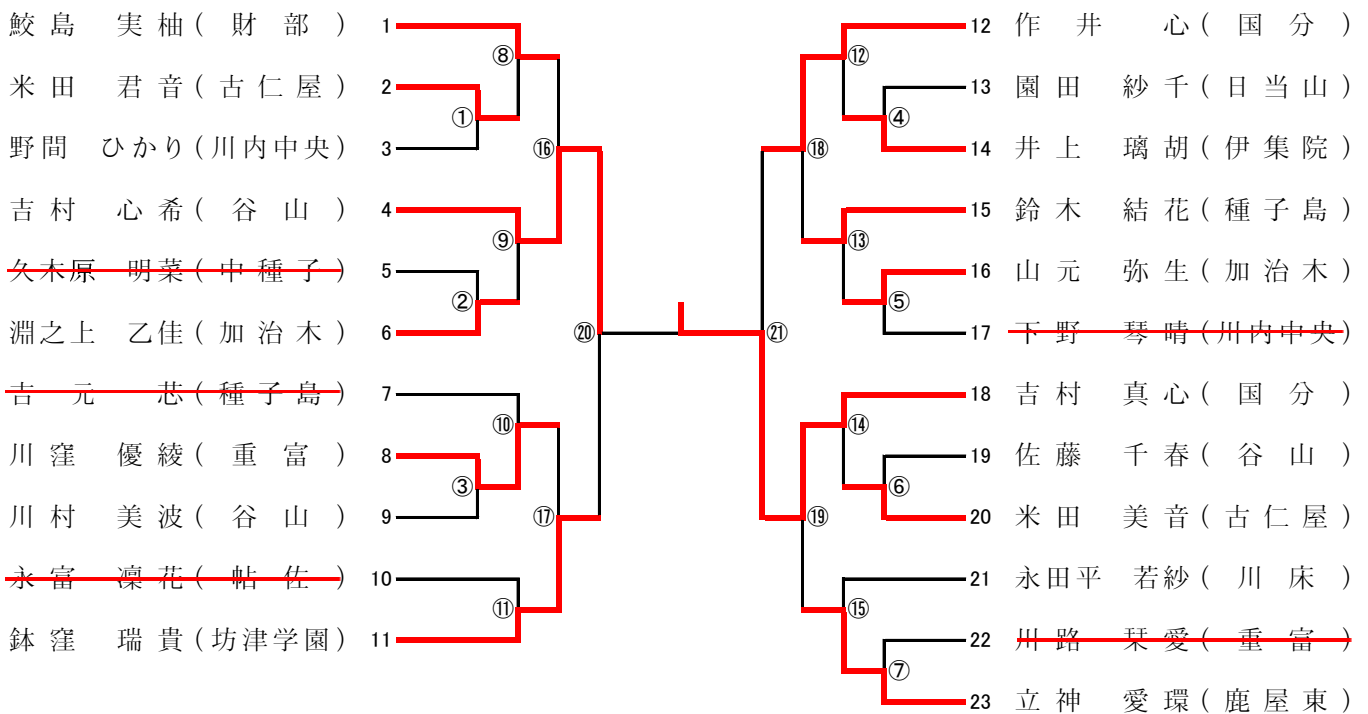 鮫島 実柚(財部) 1
米田 君音(古仁屋) 2
野間 ひかり(川内中央) 3
吉村 心希(谷山) 4
久木原 明菜(中種子) 5
淵之上 乙佳(加治木) 6
吉元 芯(種子島) 7
川窪 優綾(重富) 8
川村 美波(谷山) 9
永富 凜花(帖佐) 10
鉢窪 瑞貴(坊津学園) 11
⑧
①
⑯
⑨
②
⑳
⑩
③
⑰
⑪
12 作井 心(国分)
13 園田 紗千(日当山)
14 井上 璃胡(伊集院)
15 鈴木 結花(種子島)
16 山元 弥生(加治木)
17 下野 琴晴(川内中央)
18 吉村 真心(国分)
19 佐藤 千春(谷山)
20 米田 美音(古仁屋)
21 永田平 若紗(川床)
22 川路 栞愛(重富)
23 立神 愛環(鹿屋東)
⑫
④
⑱
⑬
⑤
㉑
⑭
⑥
⑲
⑮
⑦